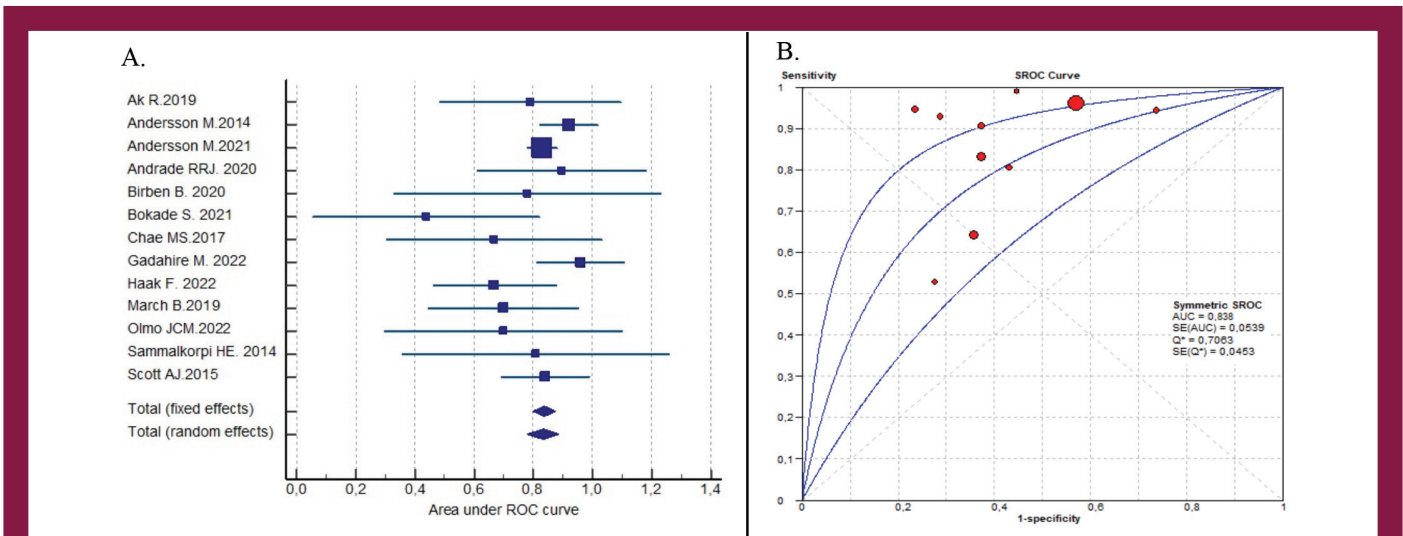 A.
Ak R.2019
Andersson M.2014
Andersson M.2021
Andrade RRJ. 2020
Birben B. 2020
Bokade S. 2021
Chae MS.2017
Gadahire M. 2022
Haak F. 2022
March B.2019
Olmo JCM.2022
Sammalkorpi HE. 2014
Scott AJ.2015
Total (fixed effects)
Total (random effects)
0,0 0,2 0,4 0,6 0,8 1,0 1,2 1,4
Area under ROC curve
B.
Sensitivity SROC Curve
1
0,9
0,8
0,7
0,6
0,5
0,4
0,3
0,2
0,1
0
Symmetric SROC
AUC = 0,838
SE(AUC) = 0,0539
Q* = 0,7063
SE(Q*) = 0,0453
0 0,2 0,4 0,6 0,8 1
1-specificity